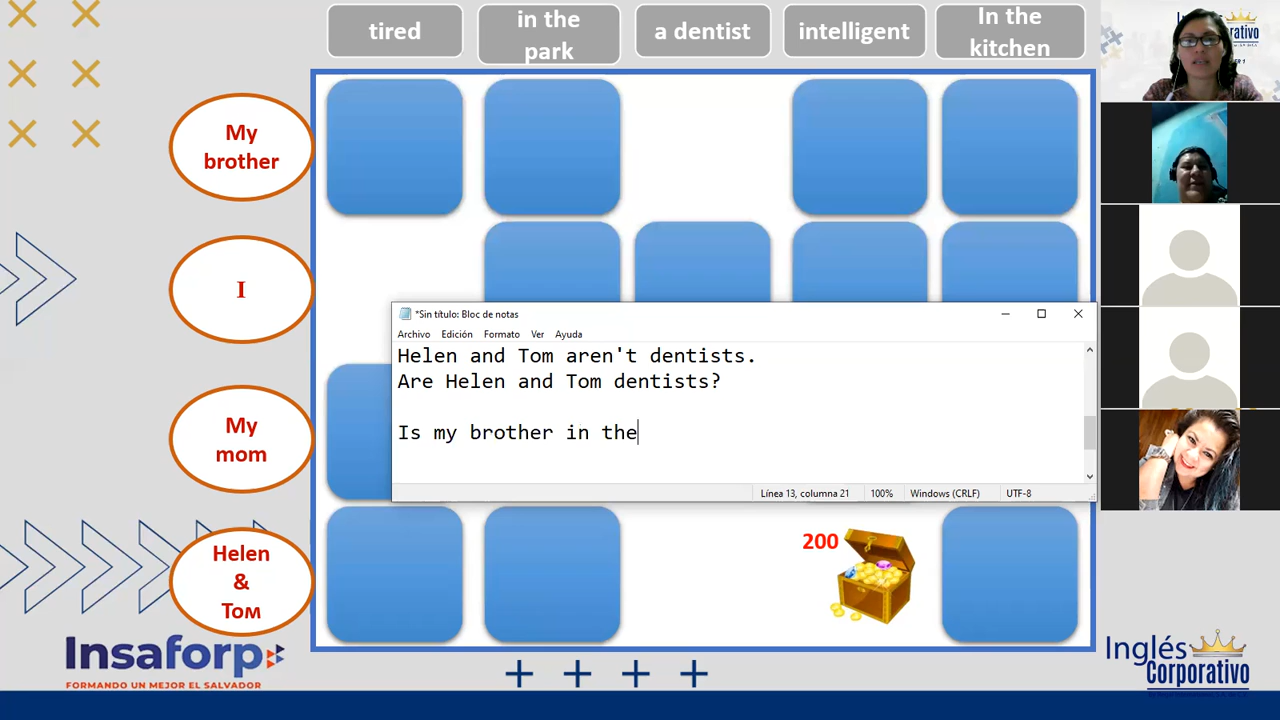 tired
in the
park
a dentist
intelligent
In the
kitchen
My
brother
I
My
mom
Helen
&
Tom
*Sin título: Bloc de notas
Archivo Edición Formato Ver Ayuda
Helen and Tom aren't dentists.
Are Helen and Tom dentists?
Is my brother in the
Línea 13, columna 21 100% Windows (CRLF) UTF-8
200
Insaforp
FORMANDO UN MEJOR EL SALVADOR
Inglés
Corporativo